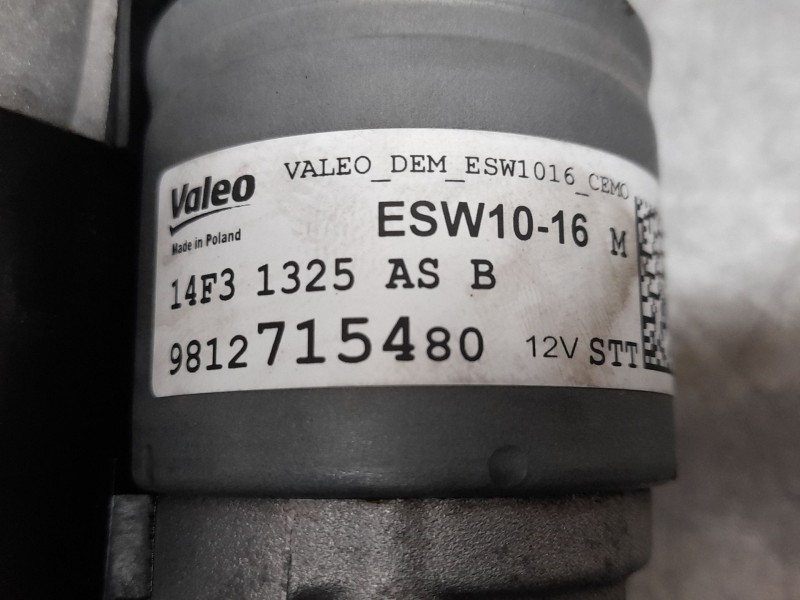 VALEO_DEM_ESW1016_CEMO
Valeo
Made in Poland
ESW10-16 M
14F3 1325 AS B
9812715480 12V STT